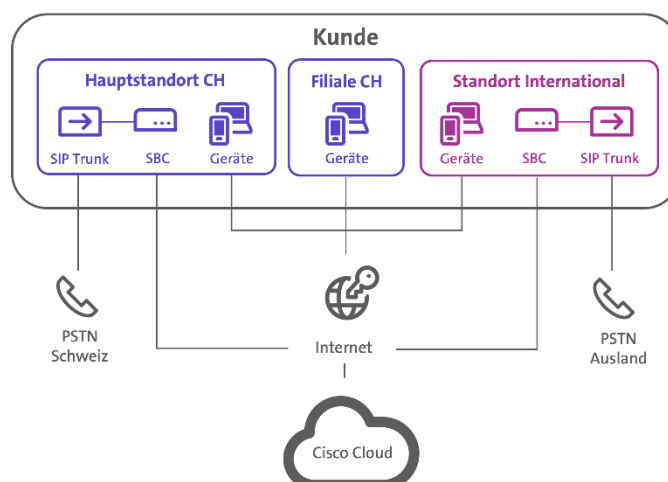 Kunde
Hauptstandort CH
Filiale CH
Standort International
SIP Trunk
SBC
Geräte
Geräte
Geräte
SBC
SIP Trunk
PSTN
Schweiz
Internet
PSTN
Ausland
Cisco Cloud